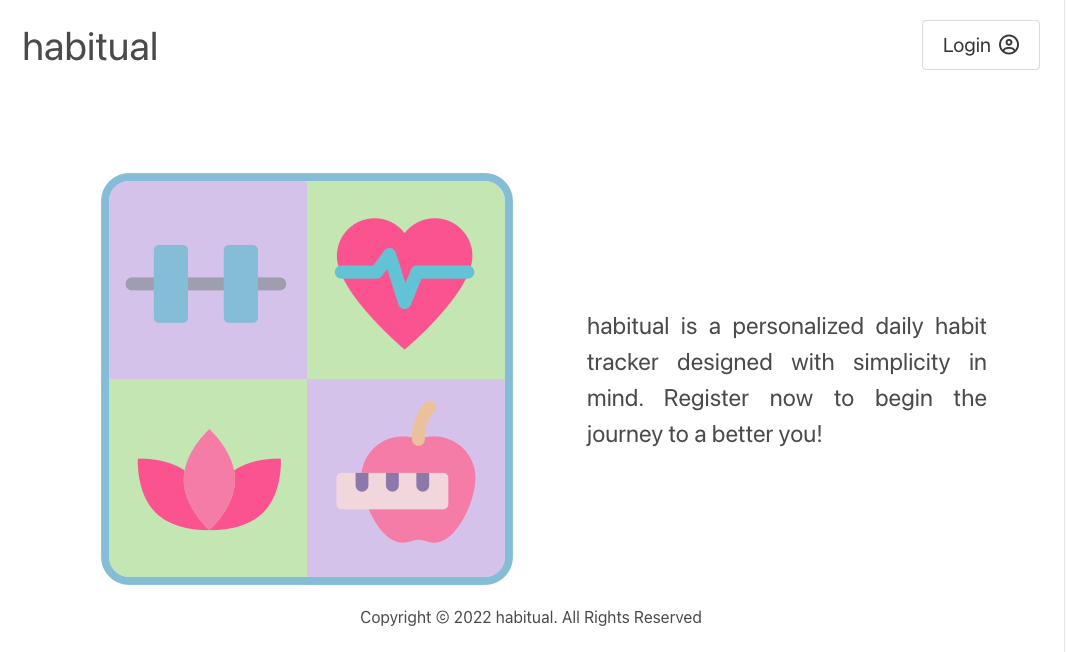 habitual
Login
habitual is a personalized daily habit
tracker designed with simplicity in
mind. Register now to begin the
journey to a better you!
Copyright © 2022 habitual. All Rights Reserved